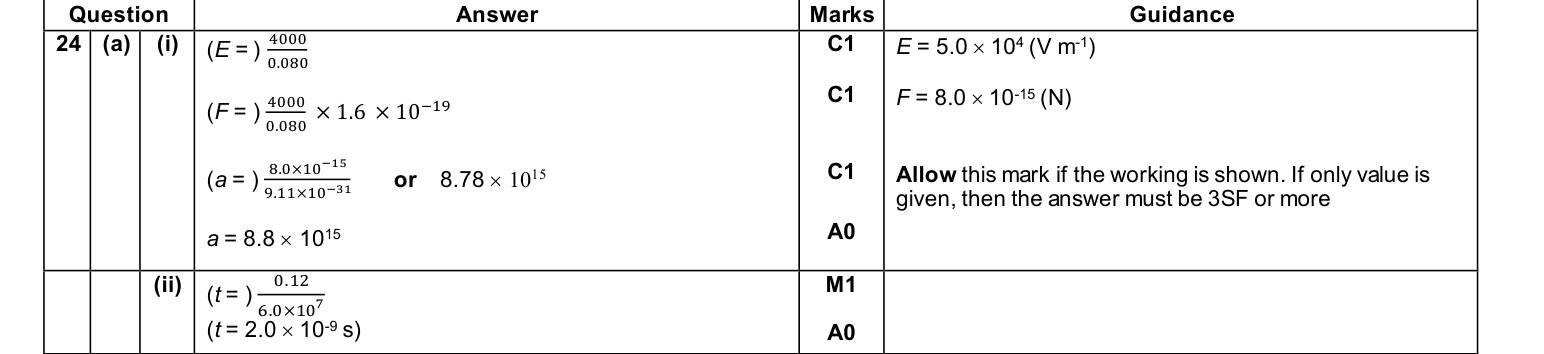 Question Answer Marks Guidance
24 (a) (i) (E = ) 4000/0.080 C1 E = 5.0 × 10⁴ (V m⁻¹)
(F = ) 4000/0.080 × 1.6 × 10⁻¹⁹ C1 F = 8.0 × 10⁻¹⁵ (N)
(a = ) 8.0×10⁻¹⁵/9.11×10⁻³¹ or 8.78 × 10¹⁵ C1 Allow this mark if the working is shown. If only value is
given, then the answer must be 3SF or more
a = 8.8 × 10¹⁵ A0
(ii) (t = ) 0.12/6.0×10⁷ M1
(t = 2.0 × 10⁻⁹ s) A0